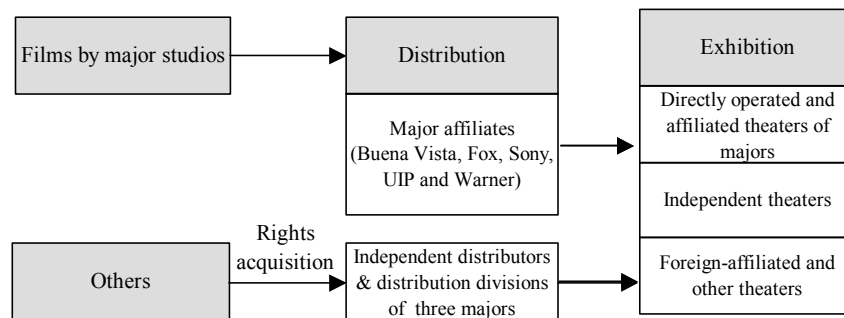 Films by major studios
Distribution
Exhibition
Major affiliates
(Buena Vista, Fox, Sony,
UIP and Warner)
Directly operated and
affiliated theaters of
majors
Independent theaters
Foreign-affiliated and
other theaters
Others
Rights
acquisition
Independent distributors
& distribution divisions
of three majors